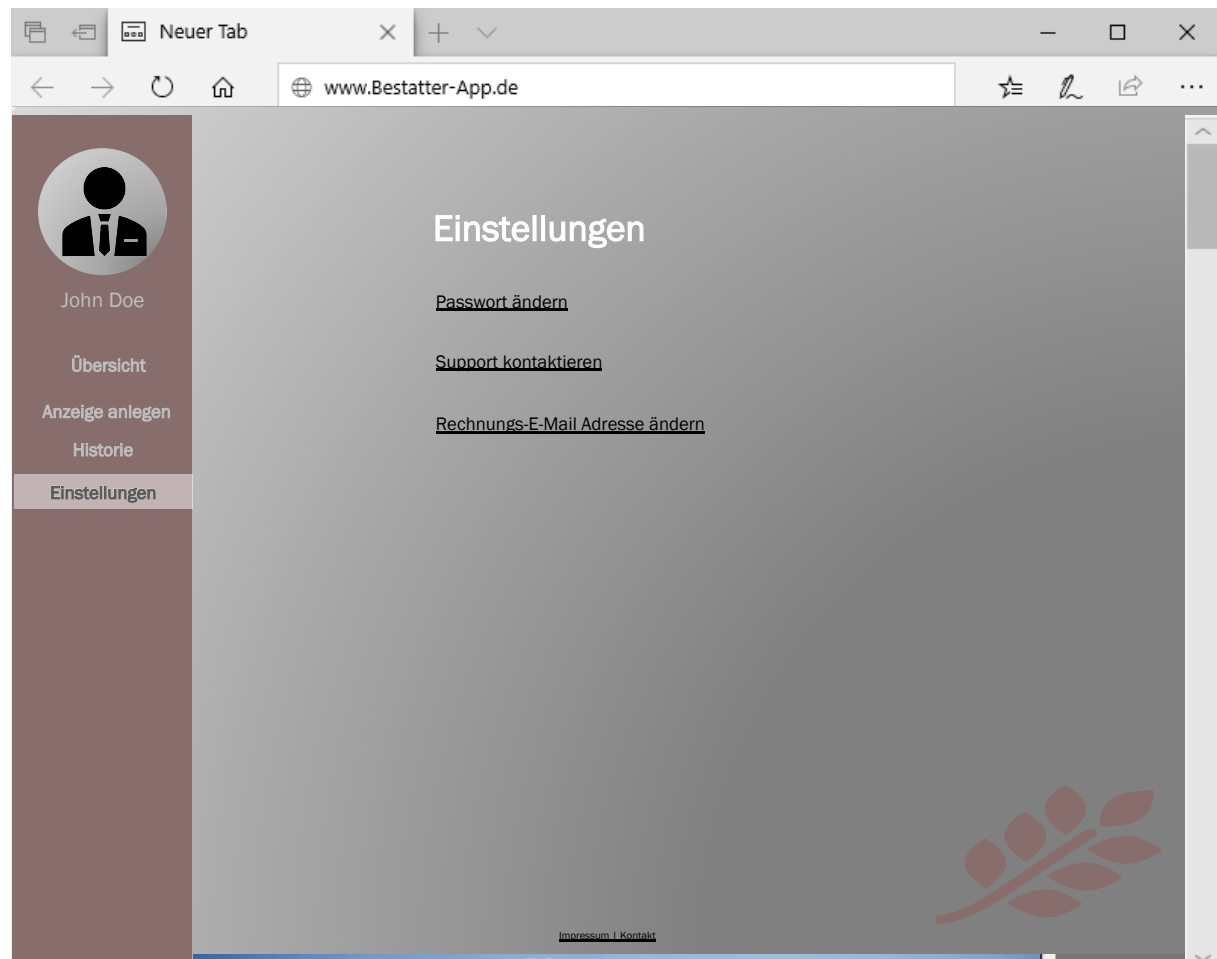 Neuer Tab
www.Bestatter-App.de
John Doe
Übersicht
Anzeige anlegen
Historie
Einstellungen
Einstellungen
Passwort ändern
Support kontaktieren
Rechnungs-E-Mail Adresse ändern
Impressum | Kontakt